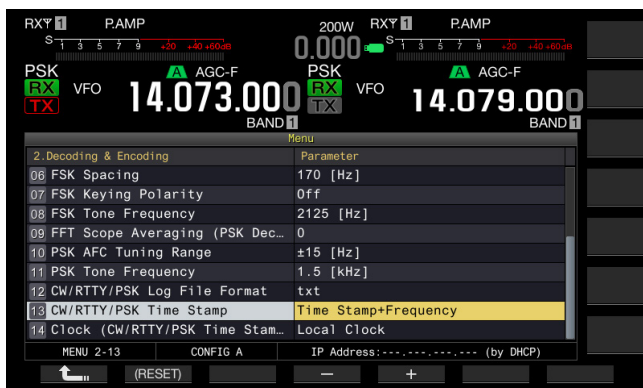 RX 1 P.AMP 200W RX 1 P.AMP
S 1 3 5 7 9 +20 +40 +60dB 0.000 S 1 3 5 7 9 +20 +40 +60dB
PSK A AGC-F PSK A AGC-F
RX VFO 14.073.000 RX VFO 14.079.000
TX TX
BAND 1 BAND 1
Menu
2.Decoding & Encoding Parameter
06 FSK Spacing 170 [Hz]
07 FSK Keying Polarity Off
08 FSK Tone Frequency 2125 [Hz]
09 FFT Scope Averaging (PSK Dec… 0
10 PSK AFC Tuning Range ±15 [Hz]
11 PSK Tone Frequency 1.5 [kHz]
12 CW/RTTY/PSK Log File Format txt
13 CW/RTTY/PSK Time Stamp Time Stamp+Frequency
14 Clock (CW/RTTY/PSK Time Stam… Local Clock
MENU 2-13 CONFIG A IP Address:---.---.---.--- (by DHCP)
(RESET) − +